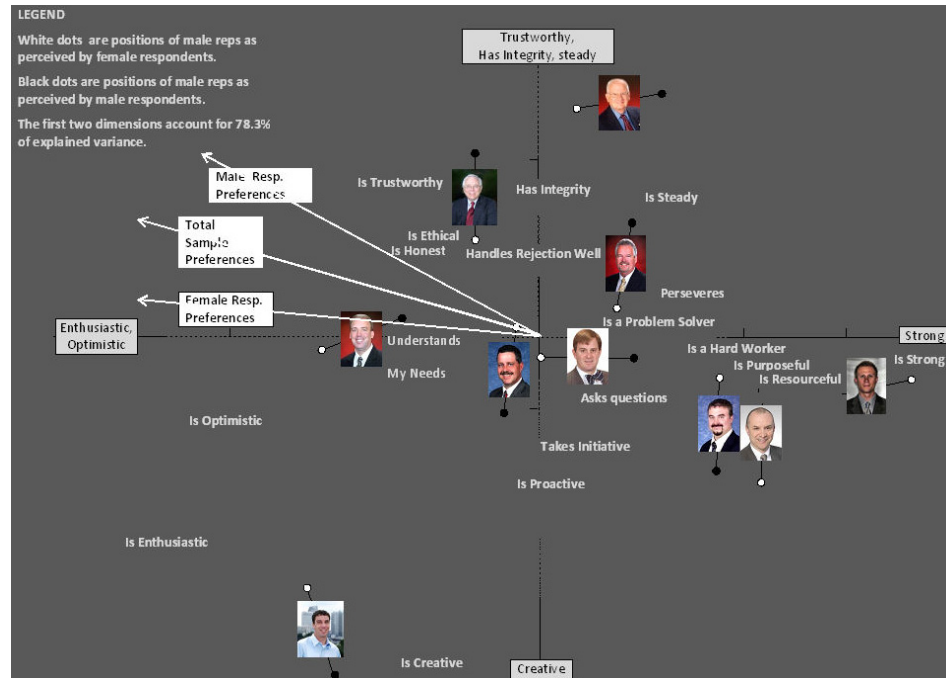 LEGEND
White dots are positions of male reps as
perceived by female respondents.
Black dots are positions of male reps as
perceived by male respondents.
The first two dimensions account for 78.3%
of explained variance.
Trustworthy,
Has Integrity, steady
Male Resp.
Preferences
Is Trustworthy
Has Integrity
Is Steady
Total
Sample
Preferences
Is Ethical
Is Honest
Handles Rejection Well
Female Resp.
Preferences
Perseveres
Is a Problem Solver
Enthusiastic,
Optimistic
Understands
My Needs
Strong
Is a Hard Worker
Is Purposeful
Is Strong
Is Resourceful
Asks questions
Is Optimistic
Takes Initiative
Is Proactive
Is Enthusiastic
Is Creative
Creative